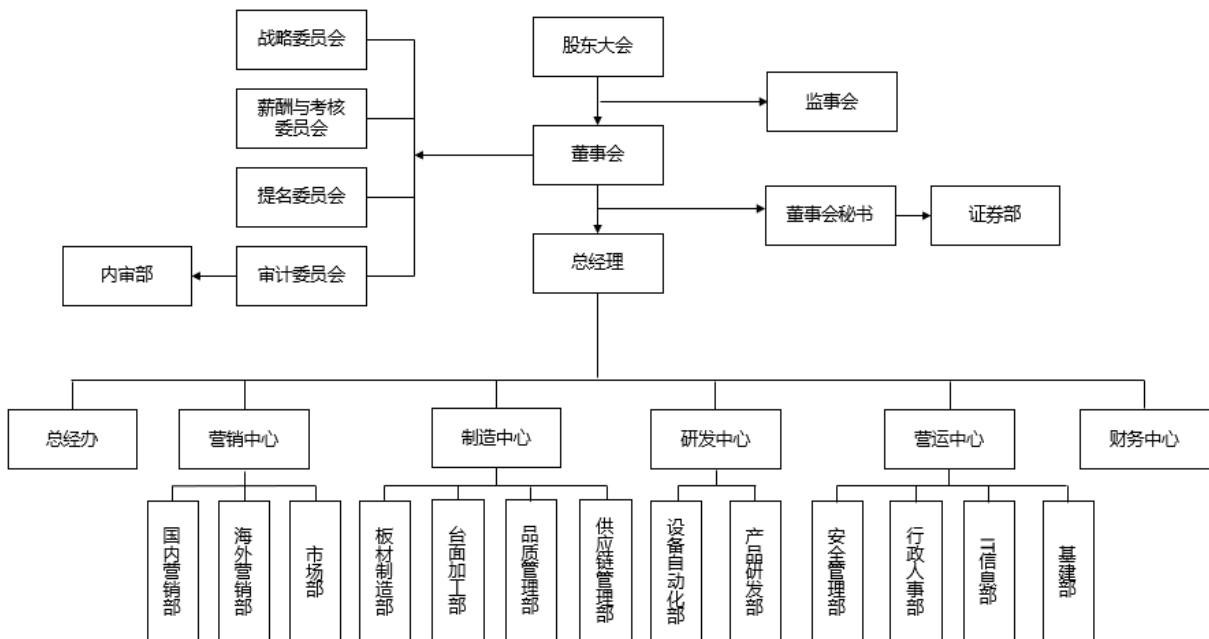 战略委员会
股东大会
监事会
薪酬与考核
委员会
董事会
提名委员会
董事会秘书
证券部
总经理
内审部
审计委员会
总经办
营销中心
制造中心
研发中心
营运中心
财务中心
国内营销部
海外营销部
市场部
板材制造部
台面加工部
品质管理部
供应链管理部
设备自动化部
产品研发部
安全管理部
行政人事部
IT信息部
基建部